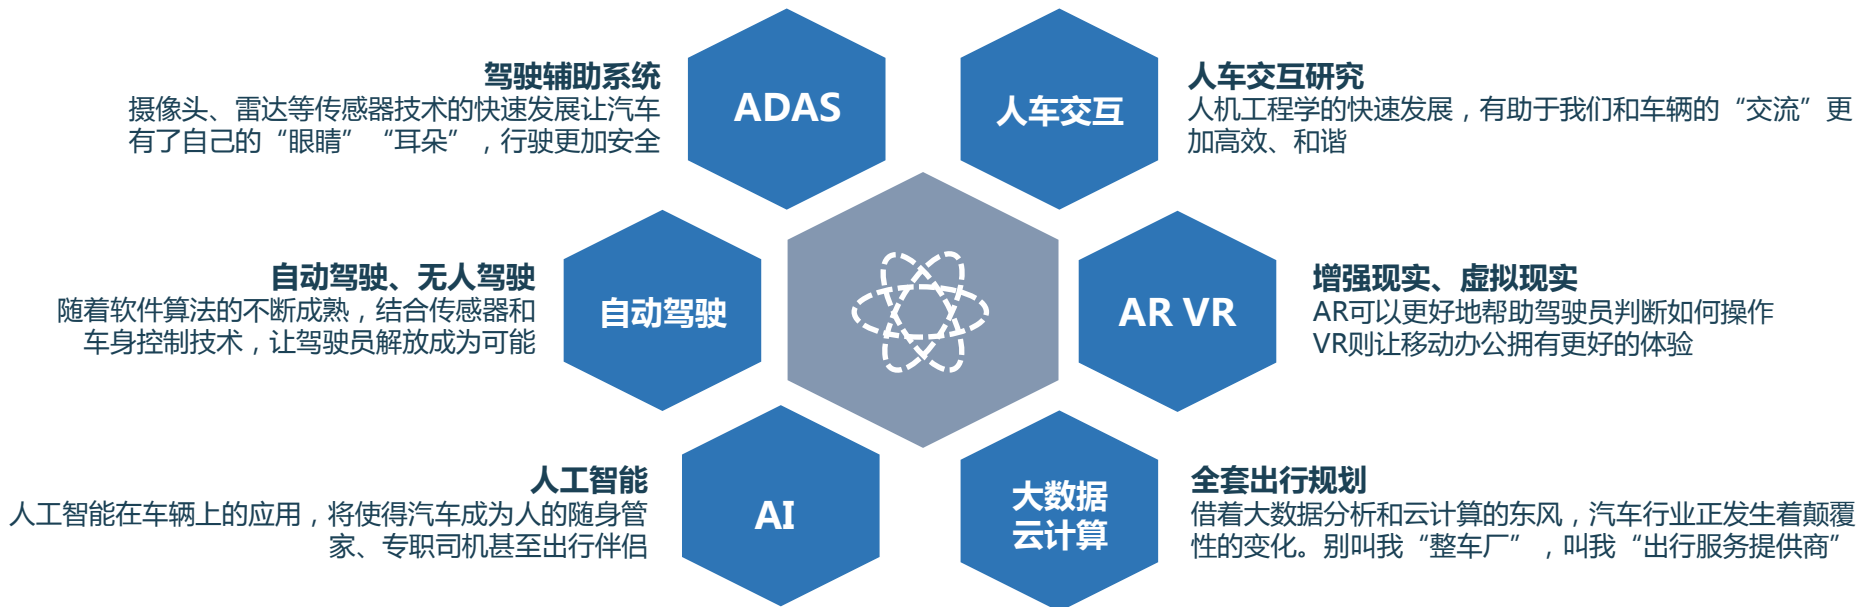 驾驶辅助系统
摄像头、雷达等传感器技术的快速发展让汽车
有了自己的“眼睛”“耳朵”，行驶更加安全
ADAS
人车交互
人车交互研究
人机工程学的快速发展，有助于我们和车辆的“交流”更
加高效、和谐
自动驾驶、无人驾驶
随着软件算法的不断成熟，结合传感器和
车身控制技术，让驾驶员解放成为可能
自动驾驶
AR VR
增强现实、虚拟现实
AR可以更好地帮助驾驶员判断如何操作
VR则让移动办公拥有更好的体验
人工智能
人工智能在车辆上的应用，将使得汽车成为人的随身管
家、专职司机甚至出行伴侣
AI
大数据
云计算
全套出行规划
借着大数据分析和云计算的东风，汽车行业正发生着颠覆
性的变化。别叫我“整车厂”，叫我“出行服务提供商”